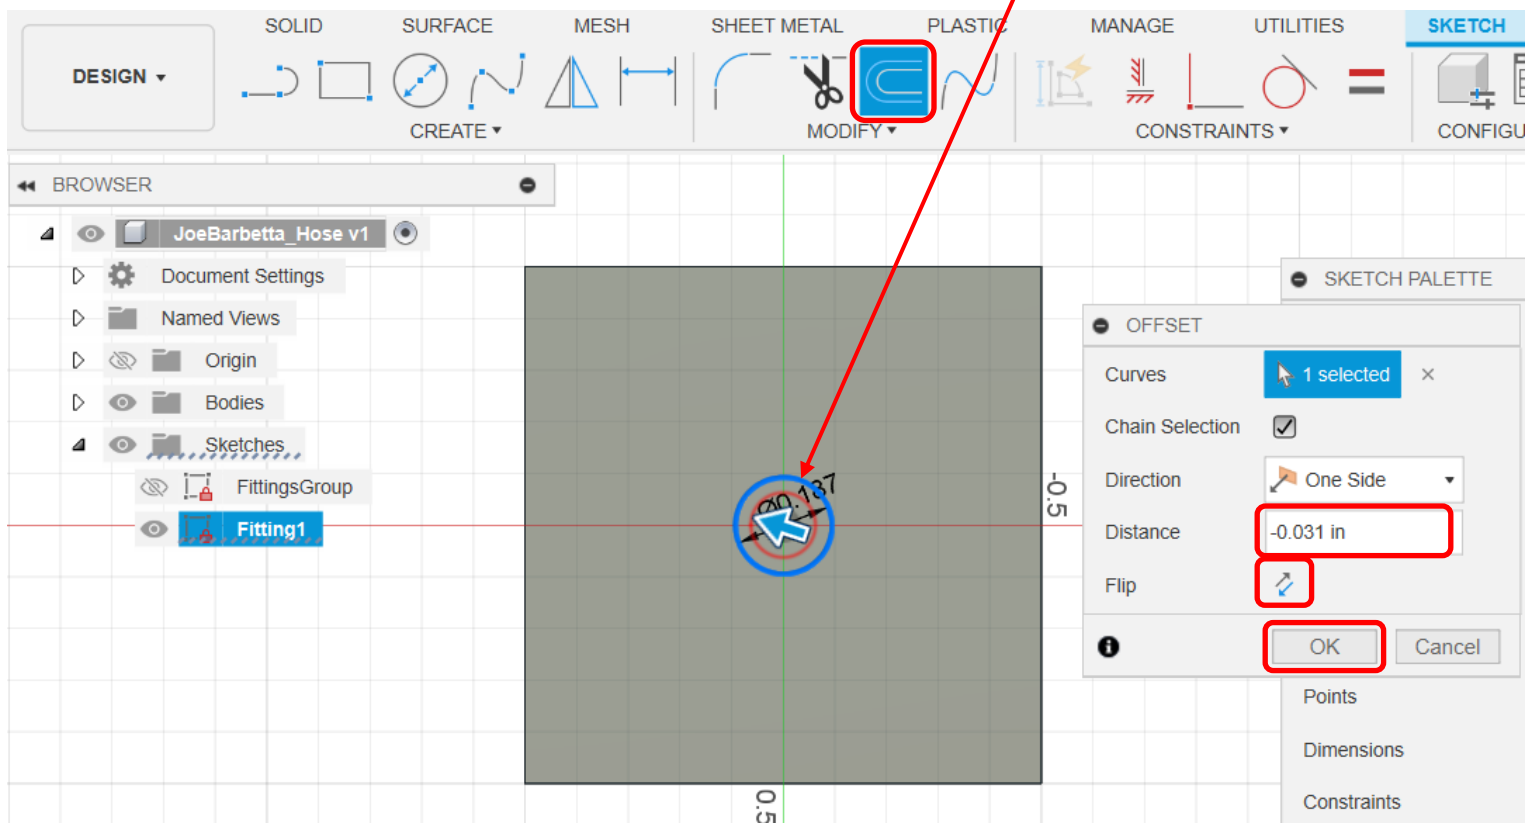 SOLID SURFACE MESH SHEET METAL PLASTIC MANAGE UTILITIES SKETCH
DESIGN
CREATE MODIFY CONSTRAINTS CONFIGU
BROWSER
JoeBarbetta_Hose v1
Document Settings
Named Views
Origin
Bodies
Sketches
FittingsGroup
Fitting1
Ø0.187
-0.5
0.5
SKETCH PALETTE
OFFSET
Curves 1 selected
Chain Selection
Direction One Side
Distance -0.031 in
Flip
OK Cancel
Points
Dimensions
Constraints